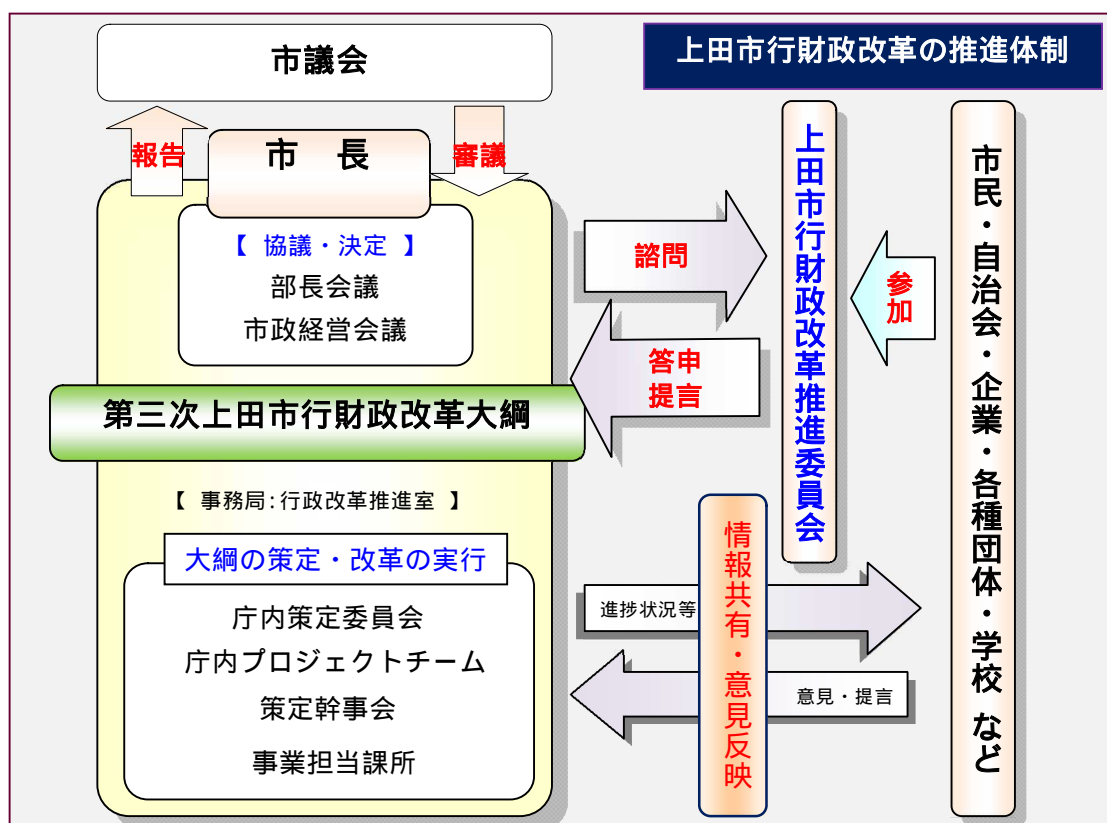 上田市行財政改革の推進体制
市議会
報告
審議
市 長
【 協議・決定 】
部長会議
市政経営会議
第三次上田市行財政改革大綱
【 事務局：行政改革推進室 】
大綱の策定・改革の実行
庁内策定委員会
庁内プロジェクトチーム
策定幹事会
事業担当課所
諮問
答申
提言
上田市行財政改革推進委員会
参加
市民・自治会・企業・各種団体・学校 など
進捗状況等
情報共有・意見反映
意見・提言